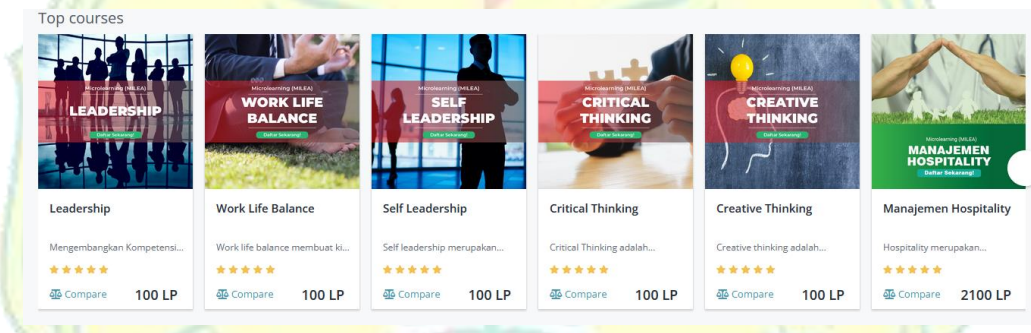 Top courses
Microlearning (MILEA)
LEADERSHIP
Daftar Sekarang!
Leadership
Mengembangkan Kompetensi...
Compare
100 LP
Microlearning (MILEA)
WORK LIFE
BALANCE
Daftar Sekarang!
Work Life Balance
Work life balance membuat ki...
Compare
100 LP
Microlearning (MILEA)
SELF
LEADERSHIP
Daftar Sekarang!
Self Leadership
Self leadership merupakan...
Compare
100 LP
Microlearning (MILEA)
CRITICAL
THINKING
Daftar Sekarang!
Critical Thinking
Critical Thinking adalah...
Compare
100 LP
Microlearning (MILEA)
CREATIVE
THINKING
Daftar Sekarang!
Creative Thinking
Creative thinking adalah...
Compare
100 LP
Microlearning (MILEA)
MANAJEMEN
HOSPITALITY
Daftar Sekarang!
Manajemen Hospitality
Hospitality merupakan...
Compare
2100 LP